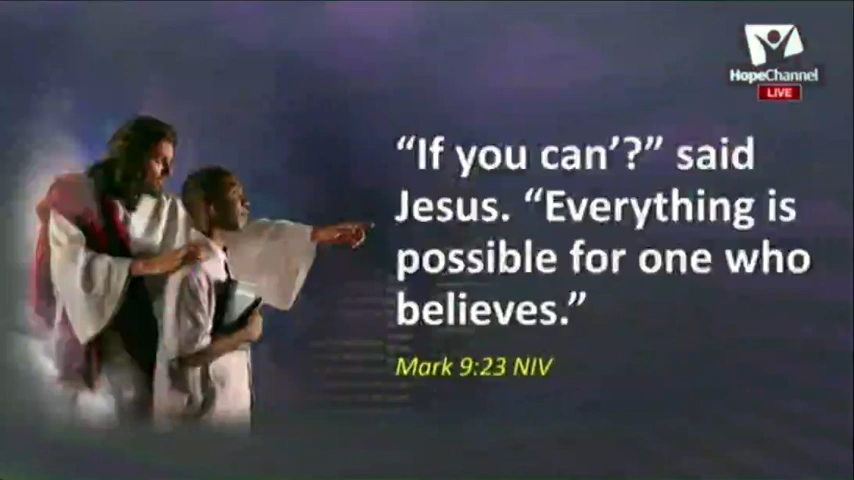 HopeChannel
LIVE
“If you can’?” said
Jesus. “Everything is
possible for one who
believes.”
Mark 9:23 NIV